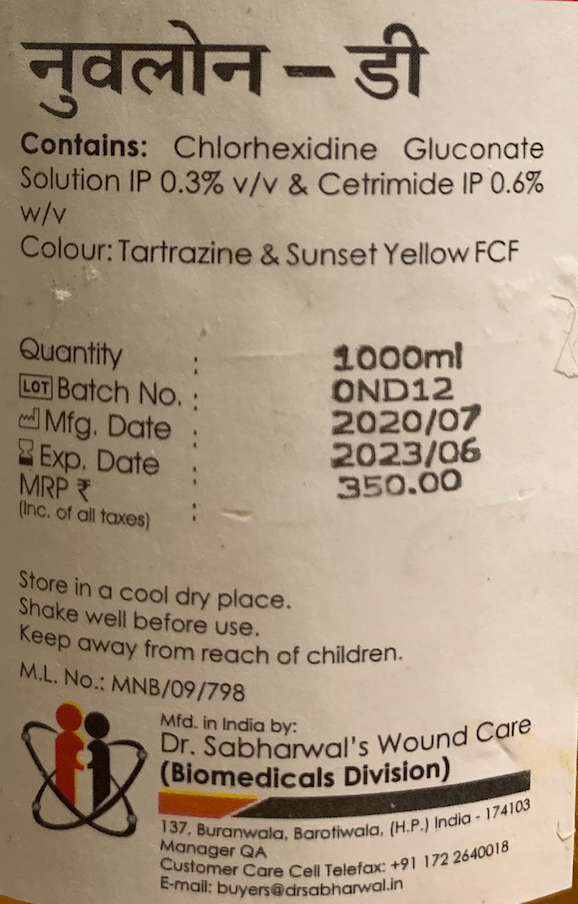 नुवलोन – डी
Contains: Chlorhexidine Gluconate
Solution IP 0.3% v/v & Cetrimide IP 0.6%
w/v
Colour: Tartrazine & Sunset Yellow FCF
Quantity : 1000ml
LOT Batch No. : 0ND12
Mfg. Date : 2020/07
Exp. Date : 2023/06
MRP ₹ : 350.00
(Inc. of all taxes)
Store in a cool dry place.
Shake well before use.
Keep away from reach of children.
M.L. No.: MNB/09/798
Mfd. in India by:
Dr. Sabharwal's Wound Care
(Biomedicals Division)
137, Buranwala, Barotiwala, (H.P.) India - 174103
Manager QA
Customer Care Cell Telefax: +91 172 2640018
E-mail: buyers@drsabharwal.in